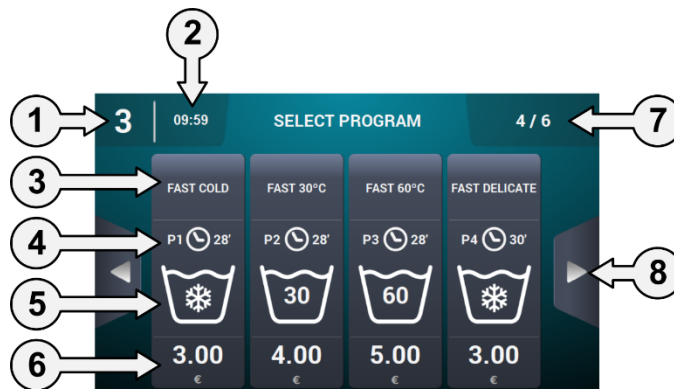 2
1
3
09:59
SELECT PROGRAM
4 / 6
7
3
FAST COLD
FAST 30°C
FAST 60°C
FAST DELICATE
4
P1 28'
P2 28'
P3 28'
P4 30'
5
30
60
8
6
3.00
4.00
5.00
3.00
€
€
€
€